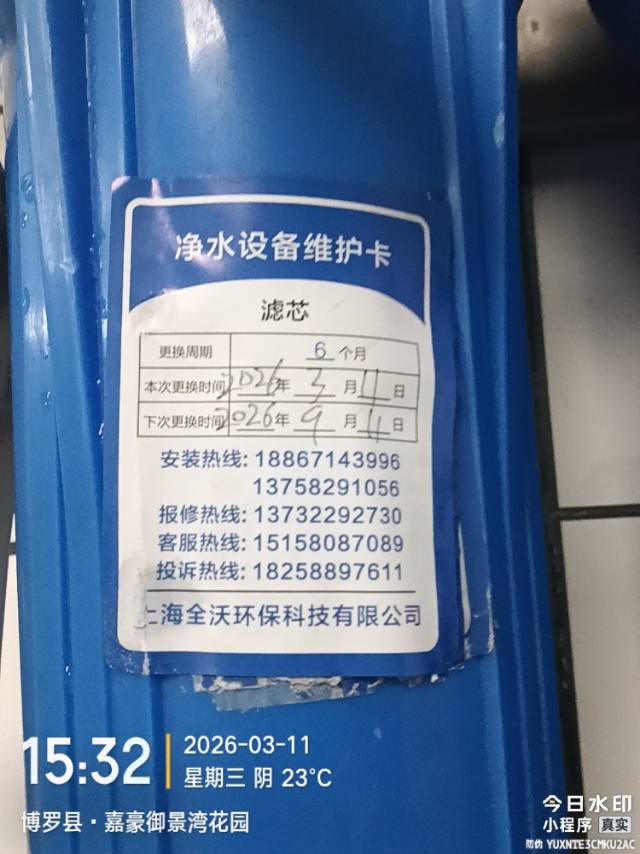 净水设备维护卡
滤芯
更换周期 6 个月
本次更换时间 2026 年 3 月 11 日
下次更换时间 2026 年 9 月 11 日
安装热线: 18867143996
13758291056
报修热线: 13732292730
客服热线: 15158087089
投诉热线: 18258897611
上海全沃环保科技有限公司
15:32
2026-03-11
星期三 阴 23°C
博罗县·嘉豪御景湾花园
今日水印
小程序 真实
防伪 YUXNTE3CMKU2AC